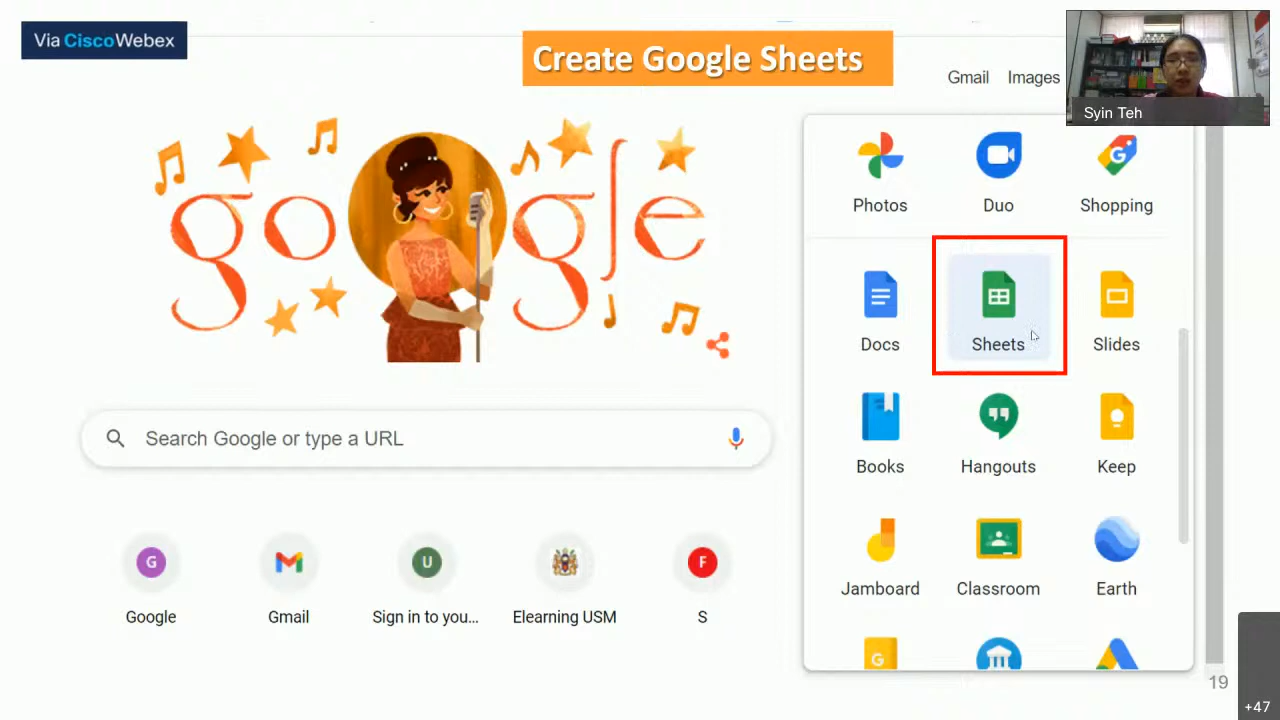 Via CiscoWebex
Create Google Sheets
Gmail Images
Syin Teh
google
Photos Duo Shopping
Docs Sheets Slides
Search Google or type a URL
Books Hangouts Keep
Jamboard Classroom Earth
G U F
Google Gmail Sign in to you... Elearning USM S
G
19
+47